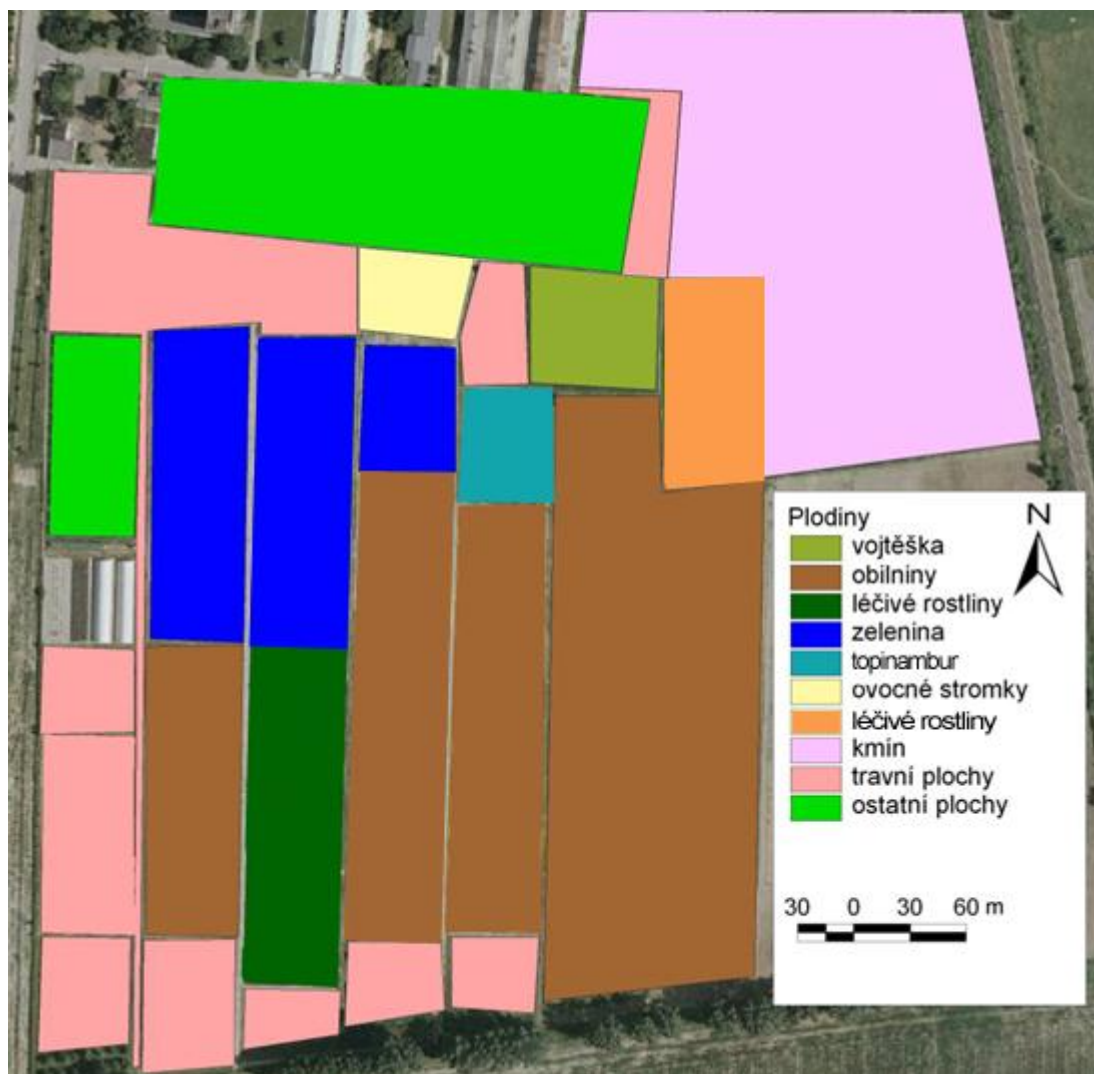 Plodiny
N
vojtěška
obilniny
léčivé rostliny
zelenina
topinambur
ovocné stromky
léčivé rostliny
kmín
travní plochy
ostatní plochy
30 0 30 60 m